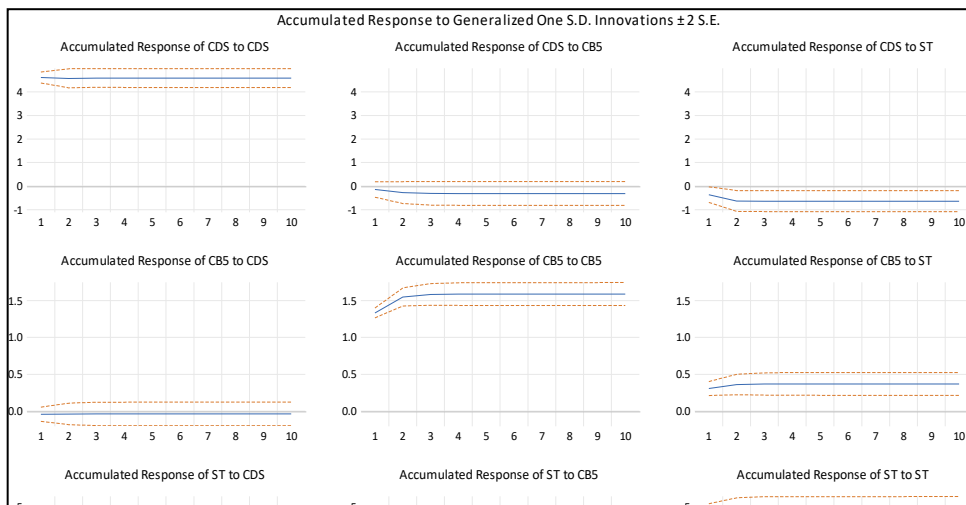 Accumulated Response to Generalized One S.D. Innovations ±2 S.E.
Accumulated Response of CDS to CDS
Accumulated Response of CDS to CB5
Accumulated Response of CDS to ST
4 4 4
3 3 3
2 2 2
1 1 1
0 0 0
-1 -1 -1
1 2 3 4 5 6 7 8 9 10
1 2 3 4 5 6 7 8 9 10
1 2 3 4 5 6 7 8 9 10
Accumulated Response of CB5 to CDS
Accumulated Response of CB5 to CB5
Accumulated Response of CB5 to ST
1.5 1.5 1.5
1.0 1.0 1.0
0.5 0.5 0.5
0.0 0.0 0.0
1 2 3 4 5 6 7 8 9 10
1 2 3 4 5 6 7 8 9 10
1 2 3 4 5 6 7 8 9 10
Accumulated Response of ST to CDS
Accumulated Response of ST to CB5
Accumulated Response of ST to ST